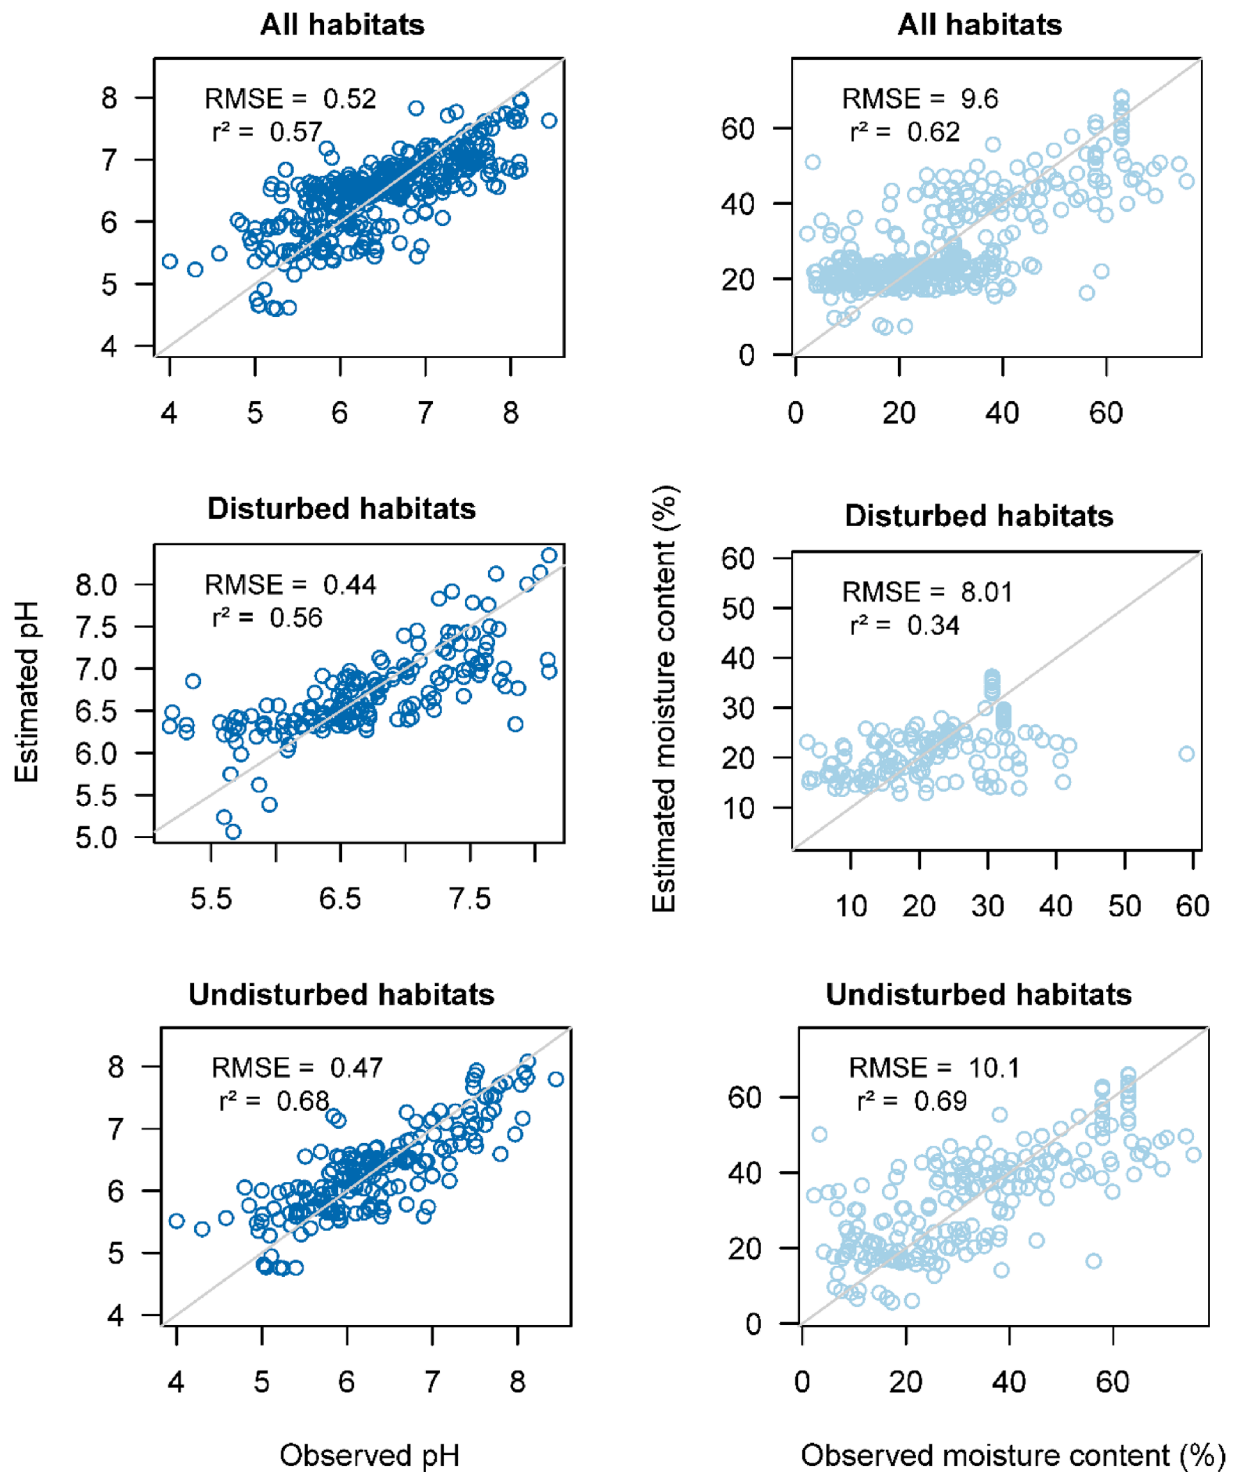 All habitats
RMSE = 0.52
r² = 0.57
8
7
6
5
4
4 5 6 7 8
All habitats
RMSE = 9.6
r² = 0.62
60
40
20
0
0 20 40 60
Disturbed habitats
RMSE = 0.44
r² = 0.56
8.0
7.5
7.0
6.5
6.0
5.5
5.0
5.5 6.5 7.5
Estimated pH
Disturbed habitats
RMSE = 8.01
r² = 0.34
60
50
40
30
20
10
10 20 30 40 50 60
Estimated moisture content (%)
Undisturbed habitats
RMSE = 0.47
r² = 0.68
8
7
6
5
4
4 5 6 7 8
Observed pH
Undisturbed habitats
RMSE = 10.1
r² = 0.69
60
40
20
0
0 20 40 60
Observed moisture content (%)